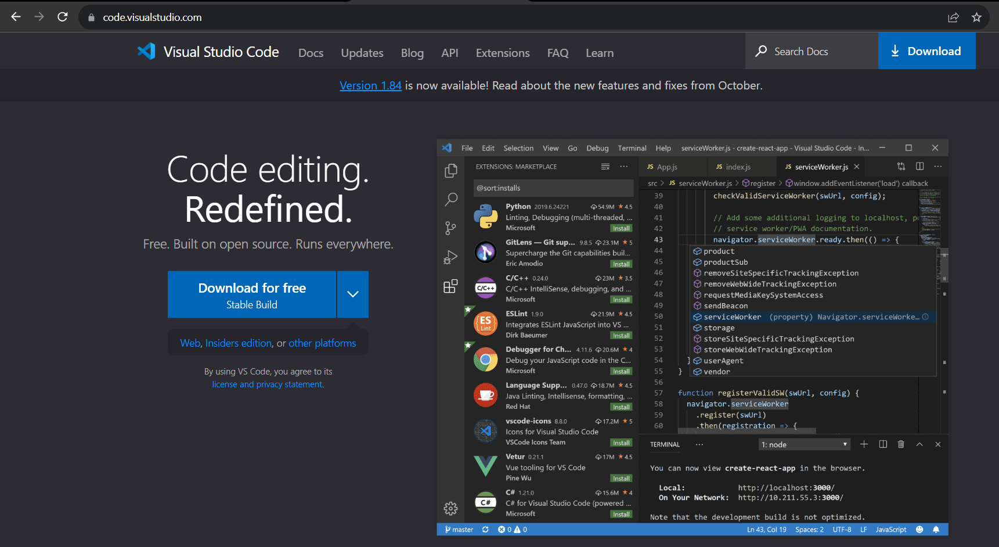 code.visualstudio.com
Visual Studio Code Docs Updates Blog API Extensions FAQ Learn Search Docs Download
Version 1.84 is now available! Read about the new features and fixes from October.
Code editing.
Redefined.
Free. Built on open source. Runs everywhere.
Download for free
Stable Build
Web, Insiders edition, or other platforms
By using VS Code, you agree to its
license and privacy statement.
File Edit Selection View Go Debug Terminal Help serviceWorker.js - create-react-app - Visual Studio Code - In...
EXTENSIONS: MARKETPLACE
@sort:installs
Python 2019.6.24221 54.9M 4.5
Linting, Debugging (multi-threaded, ...
Microsoft Install
GitLens — Git sup... 9.8.5 23.1M 5
Supercharge the Git capabilities buil...
Eric Amodio Install
C/C++
C/C++ 0.24.0 23M 3.5
C/C++ IntelliSense, debugging, and ...
Microsoft Install
ES
Lint
ESLint 1.9.0 21.9M 4.5
Integrates ESLint JavaScript into VS ...
Dirk Baeumer Install
Debugger for Ch... 4.11.6 20.6M 4
Debug your JavaScript code in the C...
Microsoft Install
Language Supp... 0.47.0 18.7M 4.5
Java Linting, Intellisense, formatting, ...
Red Hat Install
vscode-icons 8.8.0 17.2M 5
Icons for Visual Studio Code
VSCode Icons Team Install
Vetur 0.21.1 17M 4.5
Vue tooling for VS Code
Pine Wu Install
C#
C# 1.21.0 15.6M 4
C# for Visual Studio Code (powered ...
Microsoft Install
JS App.js JS index.js JS serviceWorker.js
src > JS serviceWorker.js > register > window.addEventListener('load') callback
39 checkValidServiceWorker(swUrl, config);
40
41 // Add some additional logging to localhost,
42 // service worker/PWA documentation.
43 navigator.serviceWorker.ready.then(() => {
44 product
45 productSub
46 removeSiteSpecificTrackingException
47 removeWebWideTrackingException
48 requestMediaKeySystemAccess
49 sendBeacon
50 serviceWorker (property) Navigator.serviceWorke...
51 storage
52 storeSiteSpecificTrackingException
53 storeWebWideTrackingException
54 } userAgent
55 } vendor
56
57 function registerValidSW(swUrl, config) {
58 navigator.serviceWorker
59 .register(swUrl)
60 .then(registration => {
TERMINAL ... 1: node
You can now view create-react-app in the browser.
Local: http://localhost:3000/
On Your Network: http://10.211.55.3:3000/
Note that the development build is not optimized.
master 0 0 Ln 43, Col 19 Spaces: 2 UTF-8 LF JavaScript